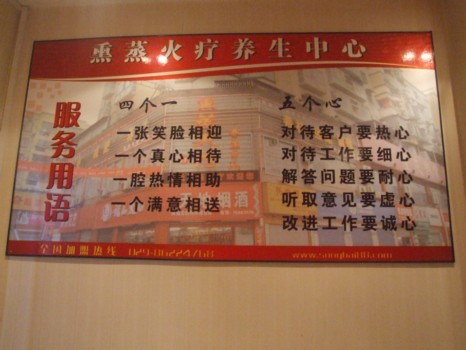 熏蒸火疗养生中心
服务用语
四个一
一张笑脸相迎
一个真心相待
一腔热情相助
一个满意相送
五个心
对待客户要热心
对待工作要细心
解答问题要耐心
听取意见要虚心
改进工作要诚心
烟酒
全国加盟热线